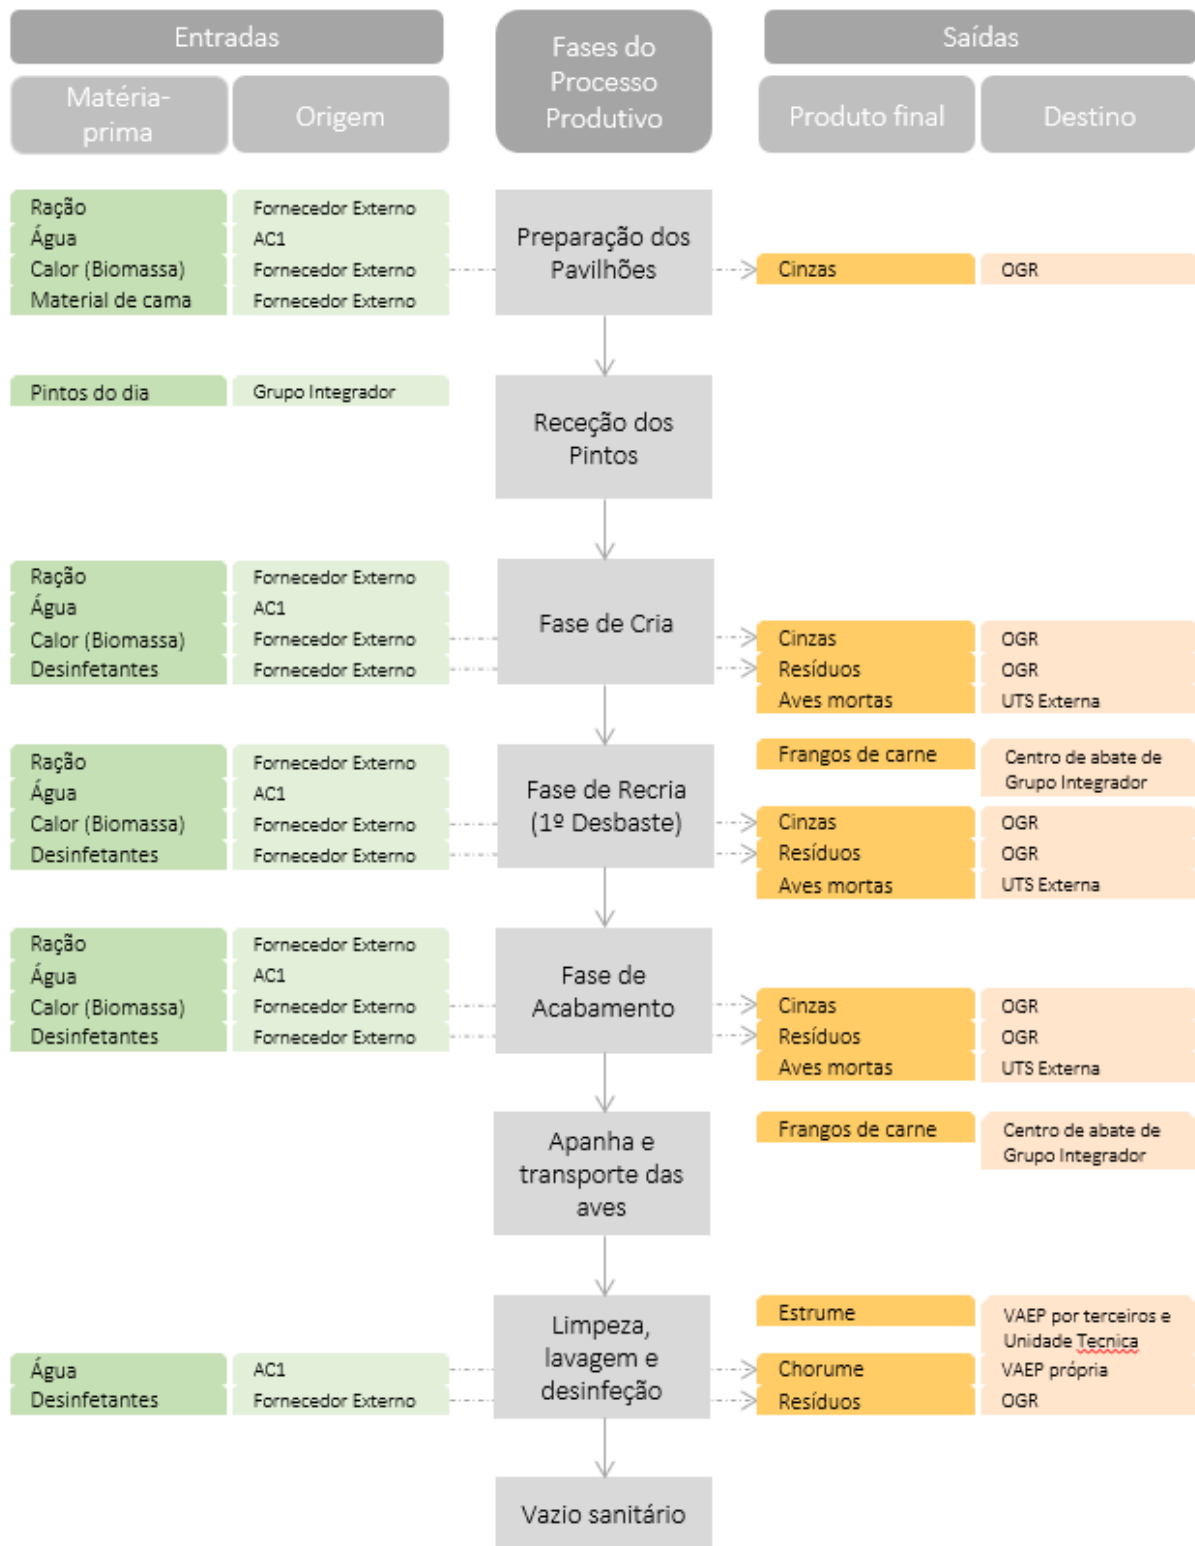 Entradas
Fases do
Processo
Produtivo
Saídas
Matéria-
prima
Origem
Produto final
Destino
Ração
Fornecedor Externo
Água
AC1
Calor (Biomassa)
Fornecedor Externo
Material de cama
Fornecedor Externo
Preparação dos
Pavilhões
Cinzas
OGR
Pintos do dia
Grupo Integrador
Receção dos
Pintos
Ração
Fornecedor Externo
Água
AC1
Calor (Biomassa)
Fornecedor Externo
Desinfetantes
Fornecedor Externo
Fase de Cria
Cinzas
OGR
Resíduos
OGR
Aves mortas
UTS Externa
Ração
Fornecedor Externo
Água
AC1
Calor (Biomassa)
Fornecedor Externo
Desinfetantes
Fornecedor Externo
Fase de Recria
(1º Desbaste)
Frangos de carne
Centro de abate de
Grupo Integrador
Cinzas
OGR
Resíduos
OGR
Aves mortas
UTS Externa
Ração
Fornecedor Externo
Água
AC1
Calor (Biomassa)
Fornecedor Externo
Desinfetantes
Fornecedor Externo
Fase de
Acabamento
Cinzas
OGR
Resíduos
OGR
Aves mortas
UTS Externa
Apanha e
transporte das
aves
Frangos de carne
Centro de abate de
Grupo Integrador
Água
AC1
Desinfetantes
Fornecedor Externo
Limpeza,
lavagem e
desinfeção
Estrume
VAEP por terceiros e
Unidade Tecnica
Chorume
VAEP própria
Resíduos
OGR
Vazio sanitário